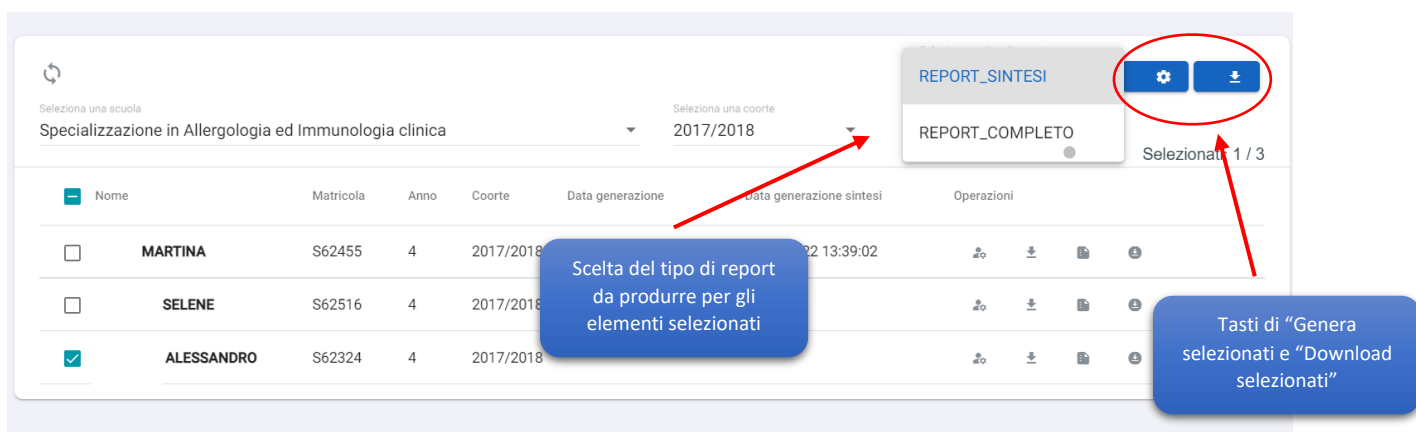 REPORT_SINTESI
Seleziona una scuola
Specializzazione in Allergologia ed Immunologia clinica
Seleziona una coorte
2017/2018
REPORT_COMPLETO
Selezionati: 1 / 3
Nome Matricola Anno Coorte Data generazione Data generazione sintesi Operazioni
MARTINA S62455 4 2017/2018 22 13:39:02
SELENE S62516 4 2017/2018
ALESSANDRO S62324 4 2017/2018
Scelta del tipo di report
da produrre per gli
elementi selezionati
Tasti di “Genera
selezionati e “Download
selezionati”